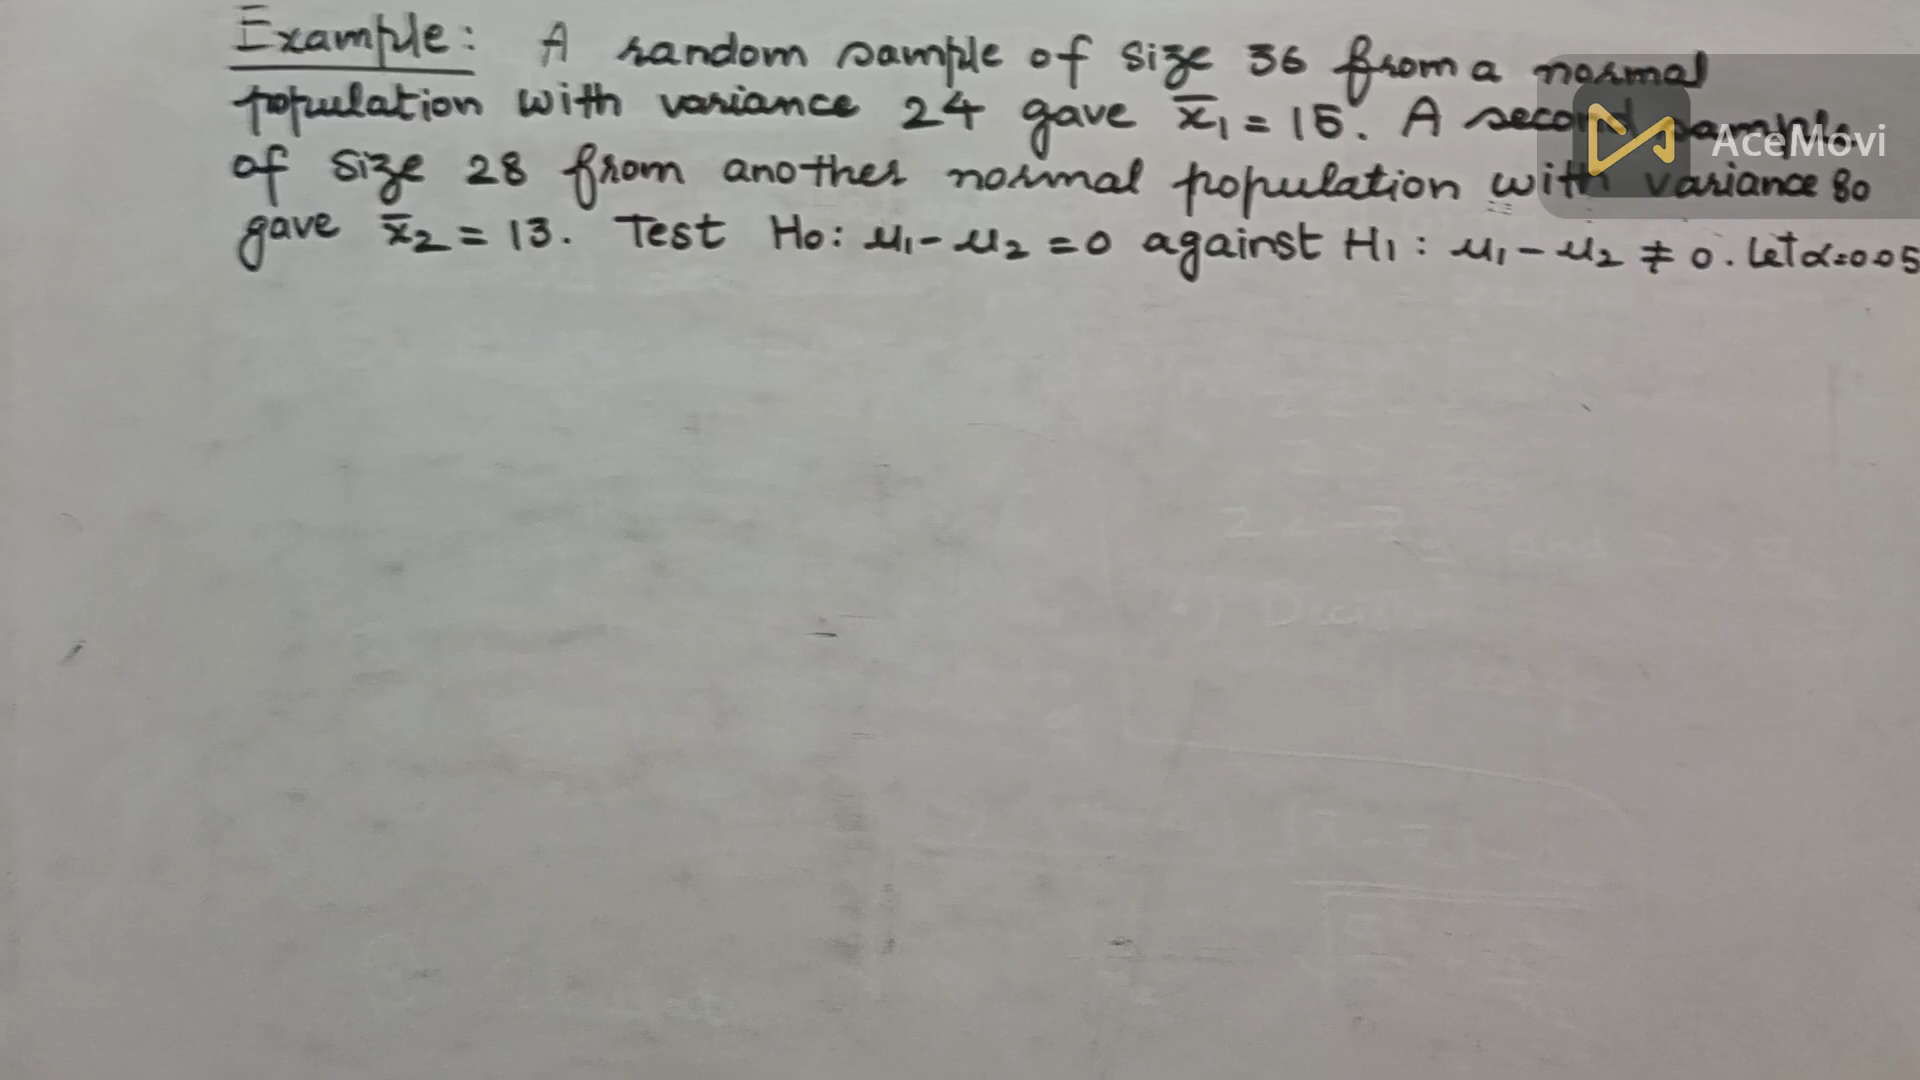 Example: A random sample of size 36 from a normal
population with variance 24 gave x̄₁ = 15. A second sample
of size 28 from another normal population with variance 80
gave x̄₂ = 13. Test H₀: μ₁ - μ₂ = 0 against H₁: μ₁ - μ₂ ≠ 0. Let α=0.05
AceMovi